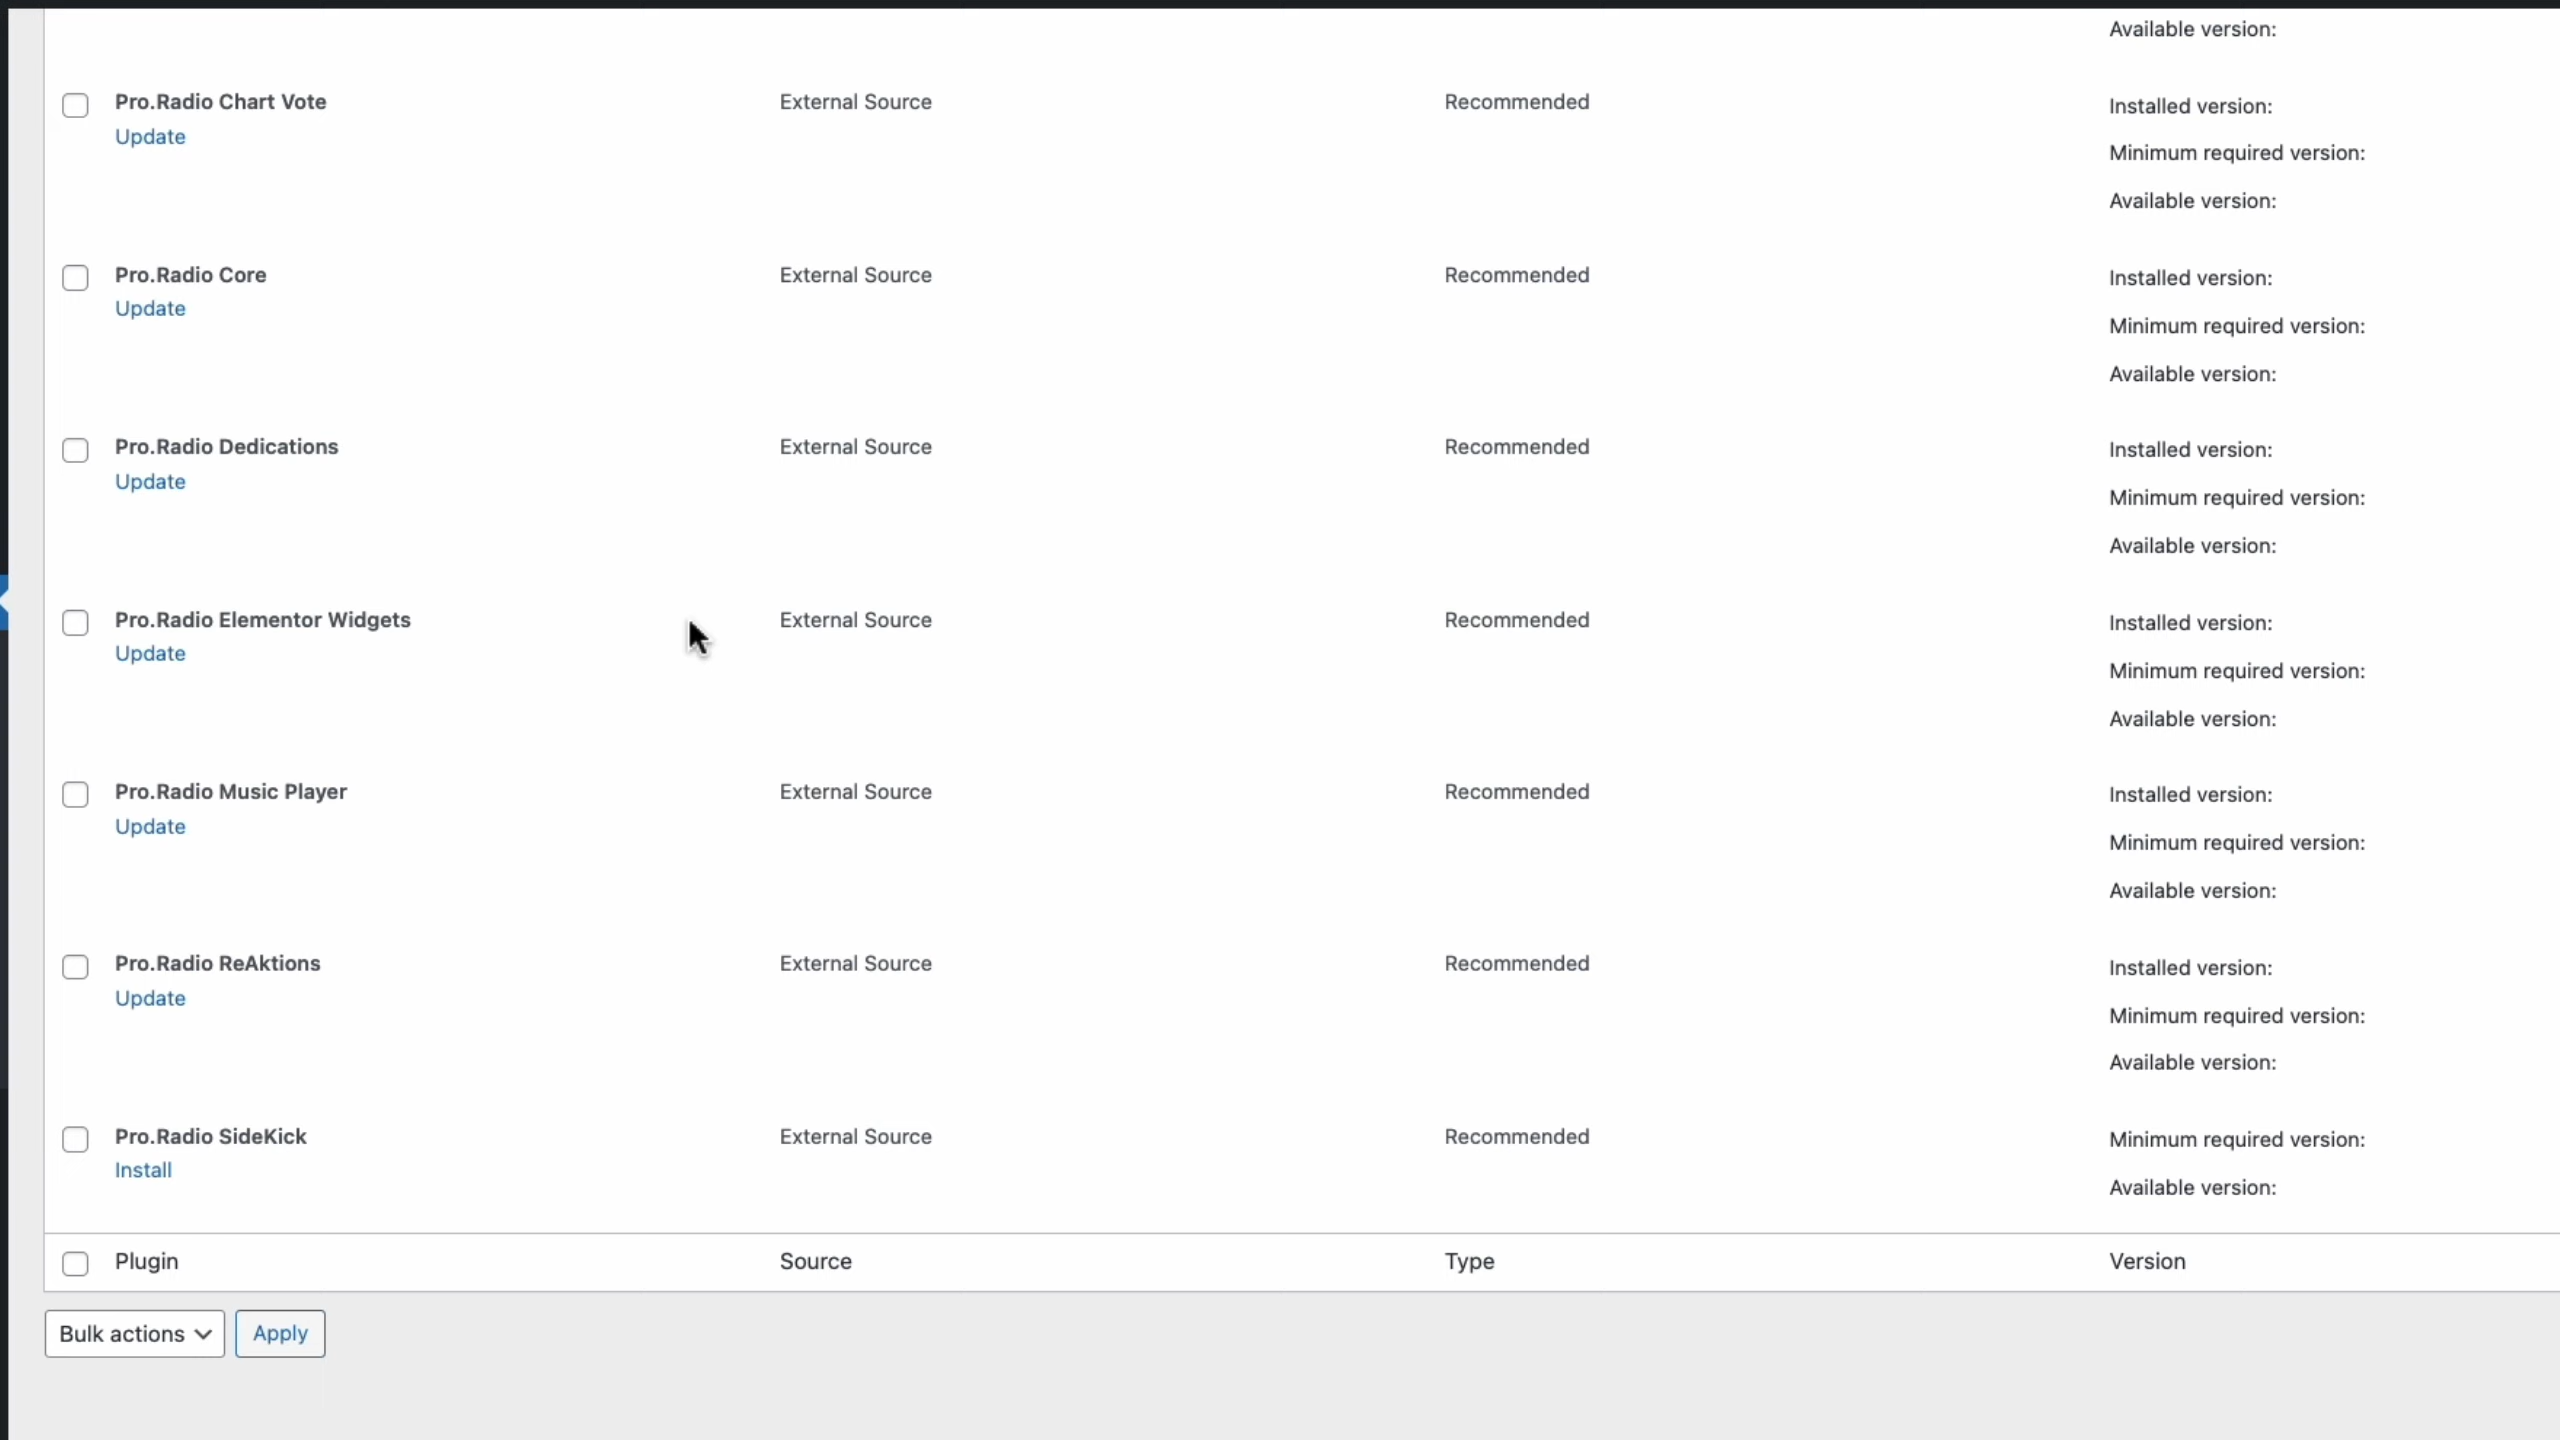 Available version:
Pro.Radio Chart Vote External Source Recommended Installed version:
Update
Minimum required version:
Available version:
Pro.Radio Core External Source Recommended Installed version:
Update
Minimum required version:
Available version:
Pro.Radio Dedications External Source Recommended Installed version:
Update
Minimum required version:
Available version:
Pro.Radio Elementor Widgets External Source Recommended Installed version:
Update
Minimum required version:
Available version:
Pro.Radio Music Player External Source Recommended Installed version:
Update
Minimum required version:
Available version:
Pro.Radio ReAktions External Source Recommended Installed version:
Update
Minimum required version:
Available version:
Pro.Radio SideKick External Source Recommended Minimum required version:
Install
Available version:
Plugin Source Type Version
Bulk actions Apply